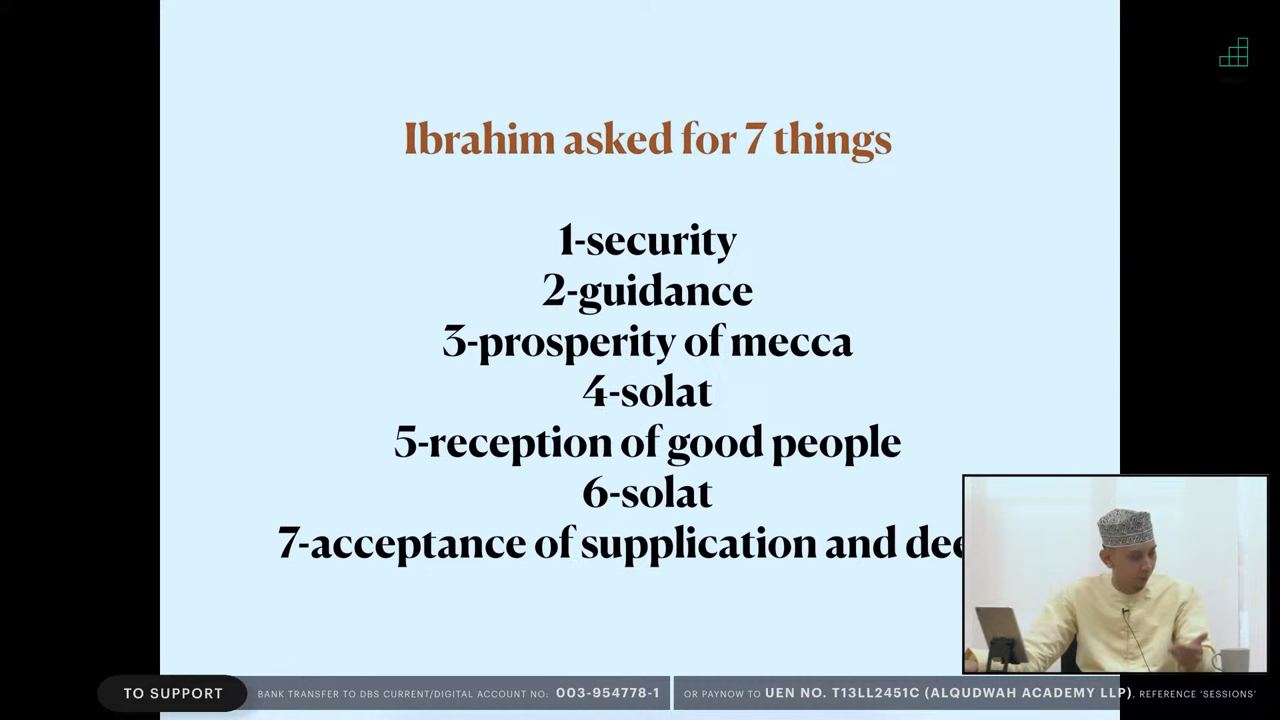 Ibrahim asked for 7 things
1-security
2-guidance
3-prosperity of mecca
4-solat
5-reception of good people
6-solat
7-acceptance of supplication and
TO SUPPORT
BANK TRANSFER TO DBS CURRENT/DIGITAL ACCOUNT NO: 003-954778-1
OR PAYNOW TO UEN NO. T13LL2451C (ALQUDWAH ACADEMY LLP), REFERENCE ‘SESSIONS’